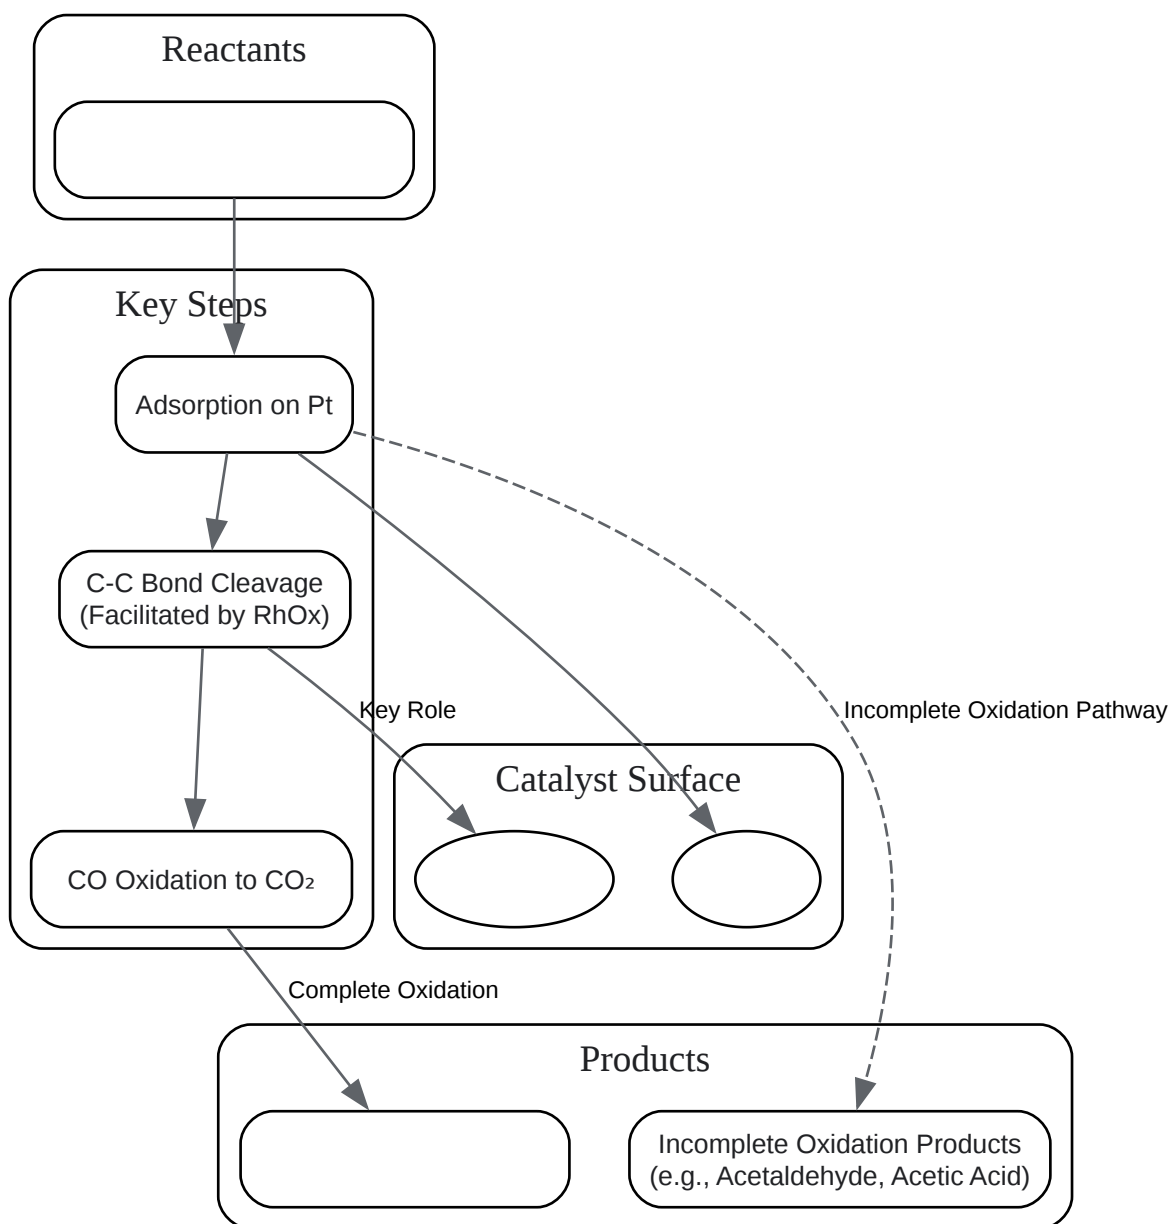 Reactants
Key Steps
Adsorption on Pt
C-C Bond Cleavage
(Facilitated by RhOx)
Key Role
Incomplete Oxidation Pathway
Catalyst Surface
CO Oxidation to CO₂
Complete Oxidation
Products
Incomplete Oxidation Products
(e.g., Acetaldehyde, Acetic Acid)